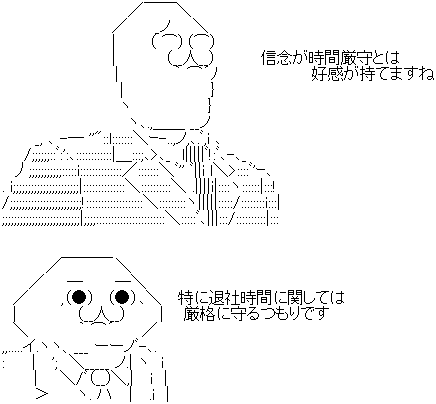 信念が時間厳守とは
好感が持てますね
特に退社時間に関しては
厳格に守るつもりです